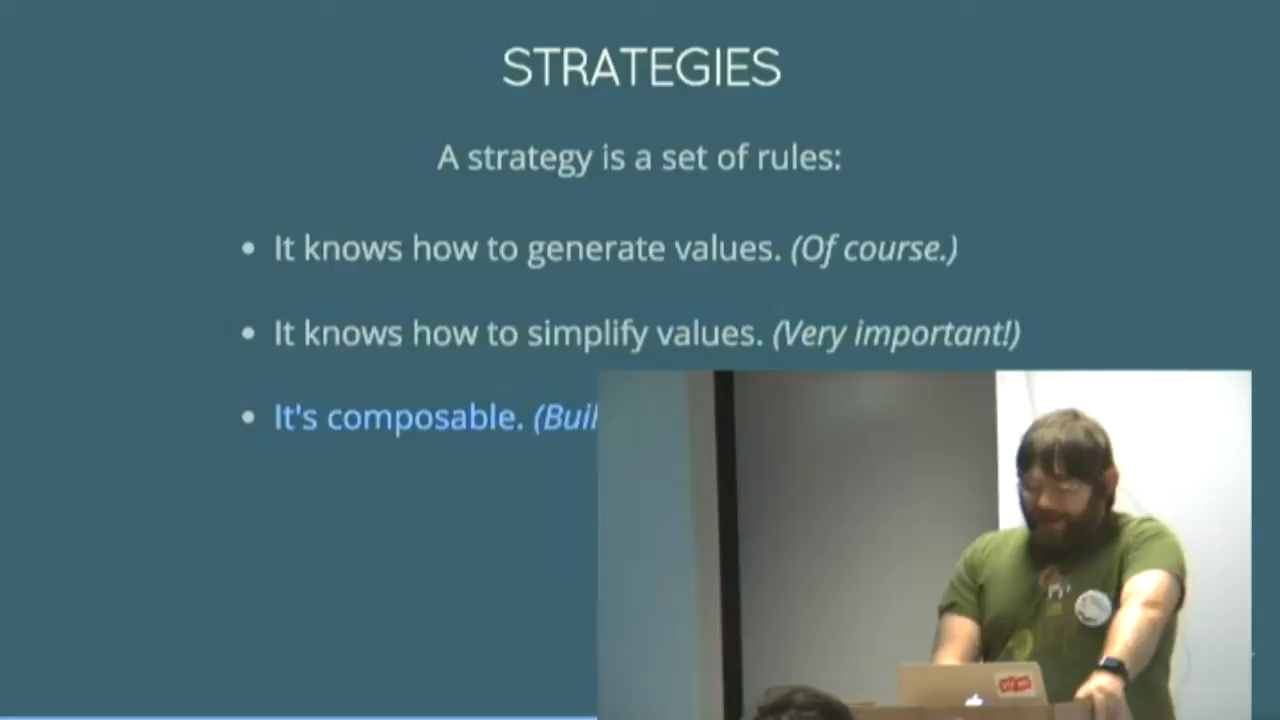 STRATEGIES
A strategy is a set of rules:
It knows how to generate values. (Of course.)
It knows how to simplify values. (Very important!)
It's composable.